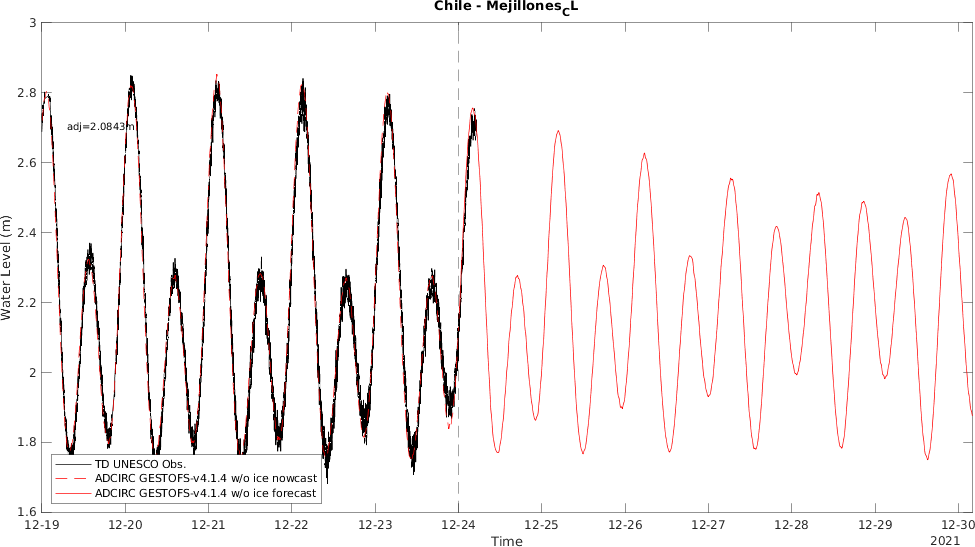 Chile - Mejillones_CL
3
2.8
2.6
2.4
2.2
2
1.8
1.6
Water Level (m)
adj=2.0843m
TD UNESCO Obs.
ADCIRC GESTOFS-v4.1.4 w/o ice nowcast
ADCIRC GESTOFS-v4.1.4 w/o ice forecast
12-19 12-20 12-21 12-22 12-23 12-24 12-25 12-26 12-27 12-28 12-29 12-30
Time
2021